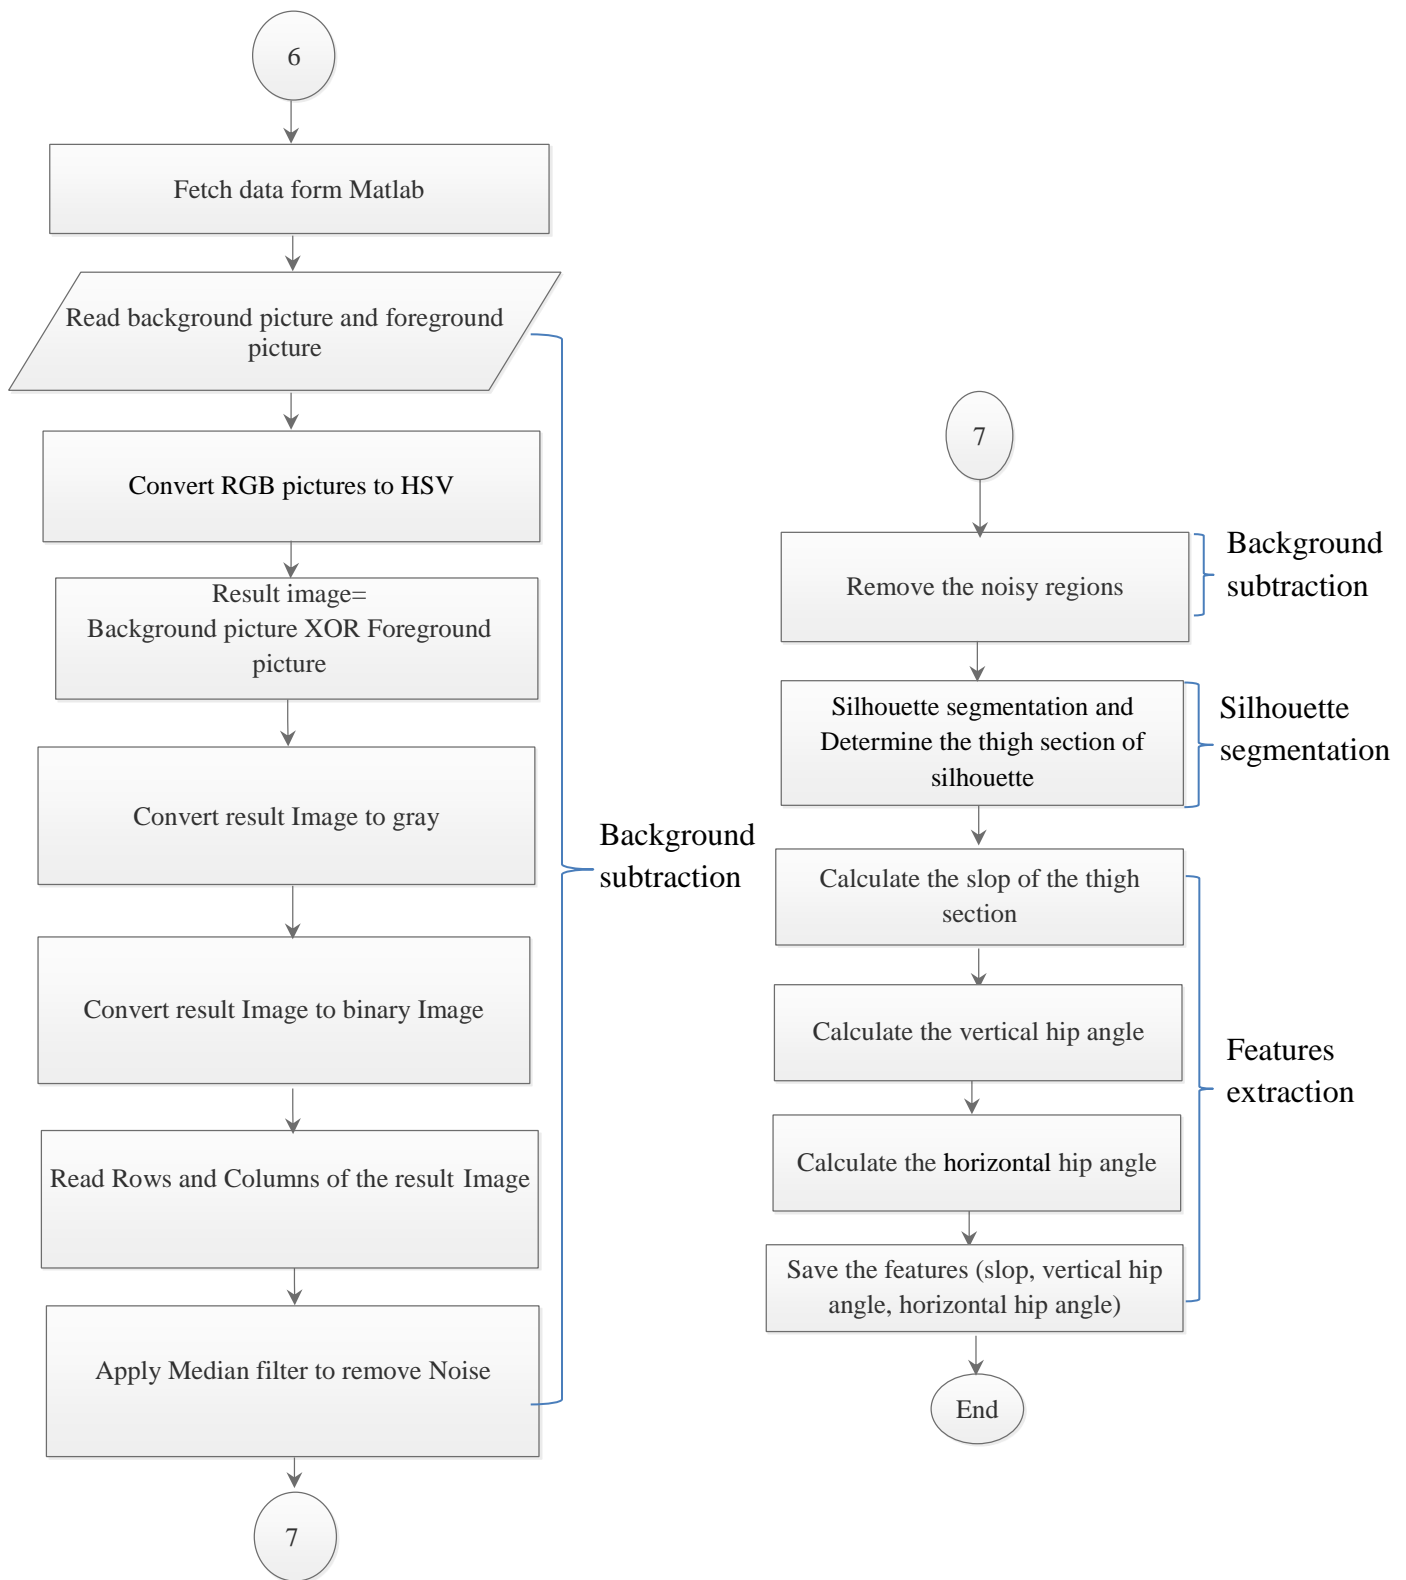 6
Fetch data form Matlab
Read background picture and foreground
picture
Convert RGB pictures to HSV
Result image=
Background picture XOR Foreground
picture
Convert result Image to gray
Convert result Image to binary Image
Read Rows and Columns of the result Image
Apply Median filter to remove Noise
7
Background
subtraction
7
Remove the noisy regions
Background
subtraction
Silhouette segmentation and
Determine the thigh section of
silhouette
Silhouette
segmentation
Calculate the slop of the thigh
section
Calculate the vertical hip angle
Calculate the horizontal hip angle
Save the features (slop, vertical hip
angle, horizontal hip angle)
Features
extraction
End